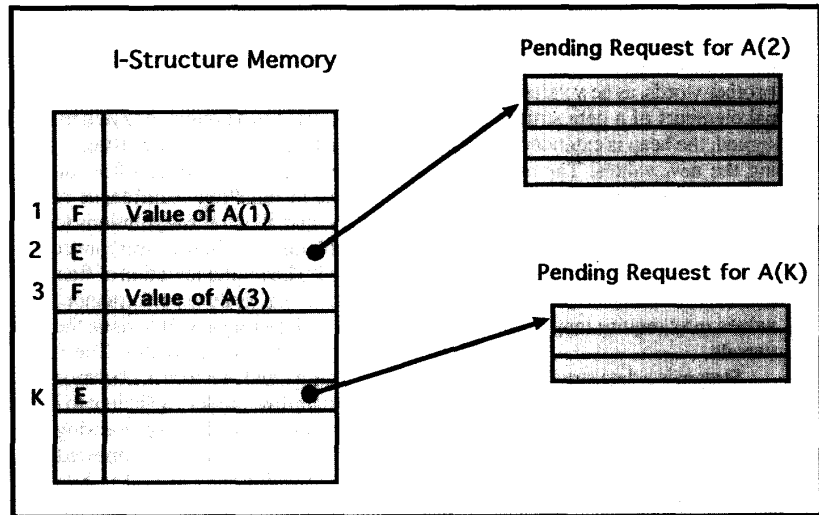 I-Structure Memory
Pending Request for A(2)
1 F Value of A(1)
2 E
3 F Value of A(3)
K E
Pending Request for A(K)